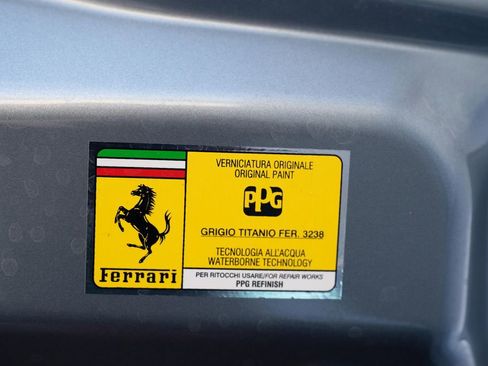 VERNICIATURA ORIGINALE
ORIGINAL PAINT
PPG
GRIGIO TITANIO FER. 3238
TECNOLOGIA ALL'ACQUA
WATERBORNE TECHNOLOGY
Ferrari
PER RITOCCHI USARE/FOR REPAIR WORKS
PPG REFINISH